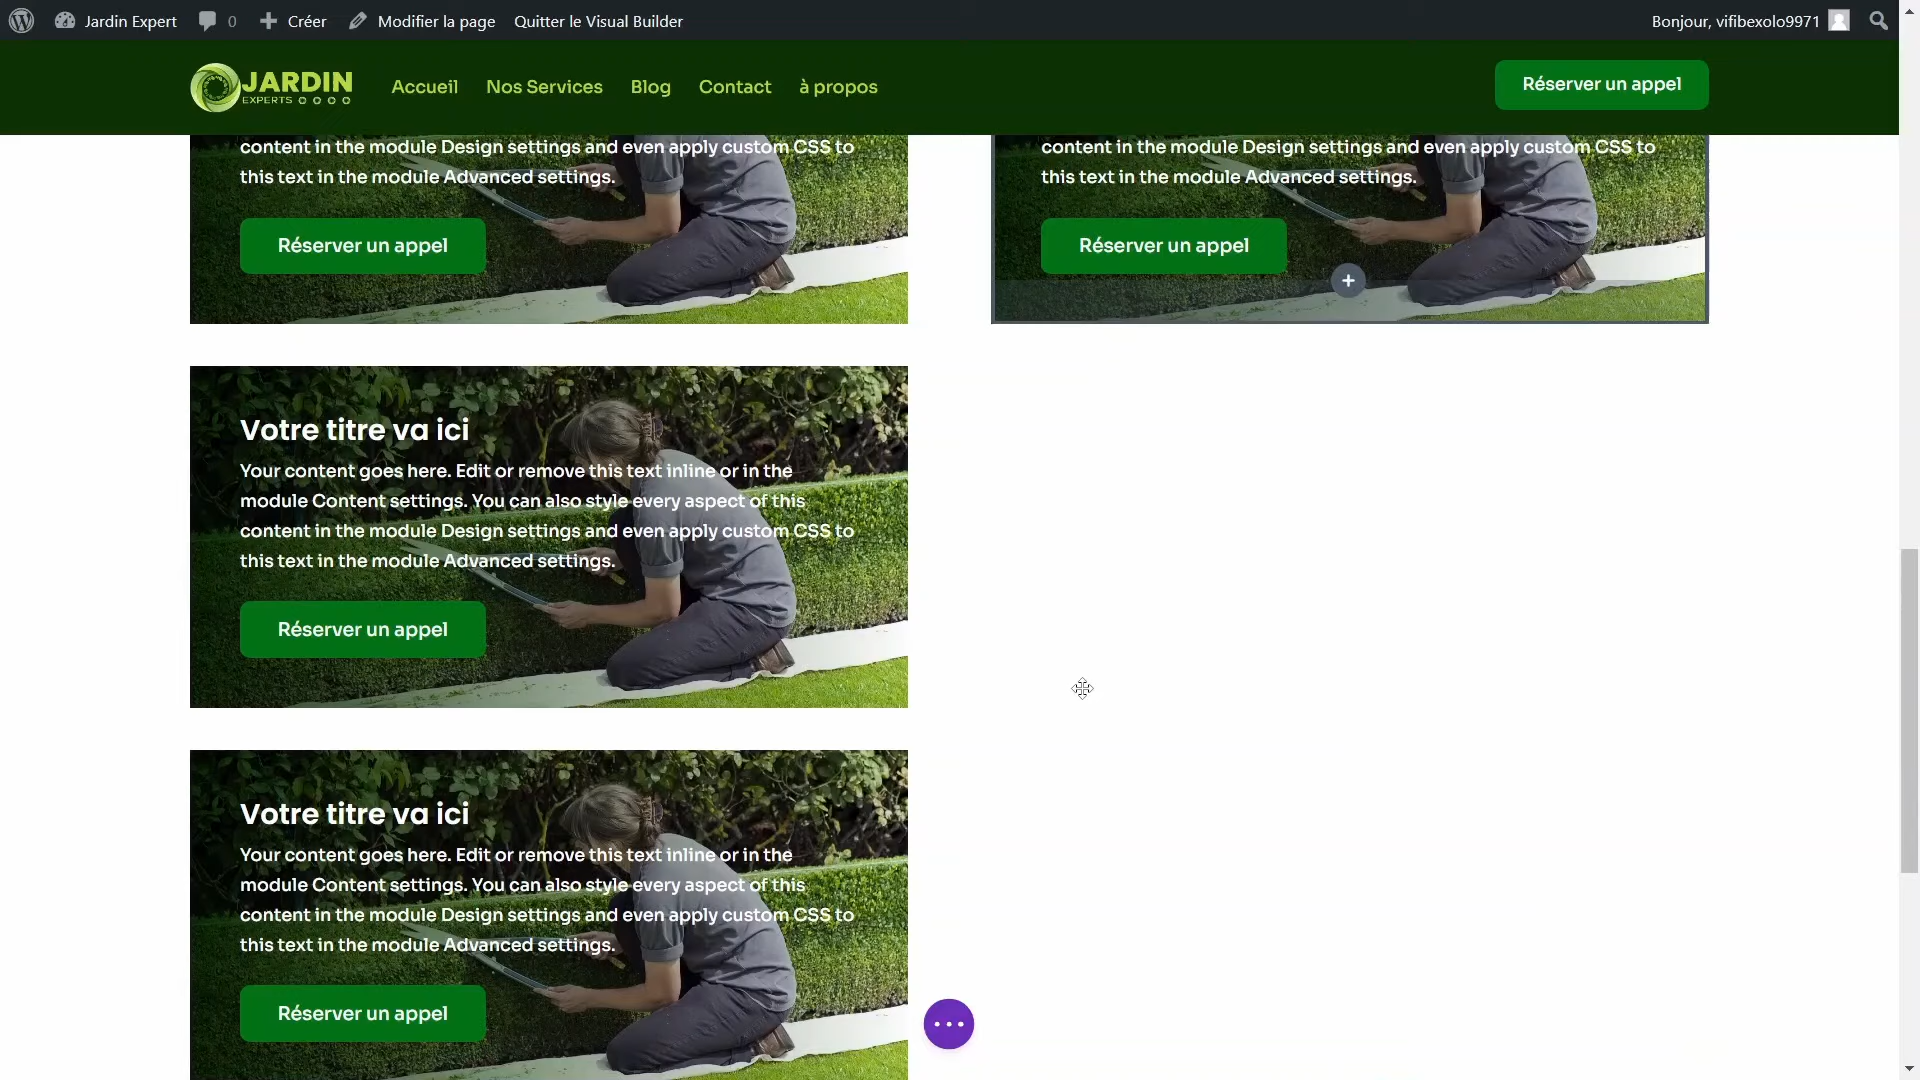 Jardin Expert 0 Créer Modifier la page Quitter le Visual Builder Bonjour, vifibexolo9971
JARDIN
EXPERTS
Accueil Nos Services Blog Contact à propos Réserver un appel
content in the module Design settings and even apply custom CSS to
this text in the module Advanced settings.
Réserver un appel
content in the module Design settings and even apply custom CSS to
this text in the module Advanced settings.
Réserver un appel
Votre titre va ici
Your content goes here. Edit or remove this text inline or in the
module Content settings. You can also style every aspect of this
content in the module Design settings and even apply custom CSS to
this text in the module Advanced settings.
Réserver un appel
Votre titre va ici
Your content goes here. Edit or remove this text inline or in the
module Content settings. You can also style every aspect of this
content in the module Design settings and even apply custom CSS to
this text in the module Advanced settings.
Réserver un appel